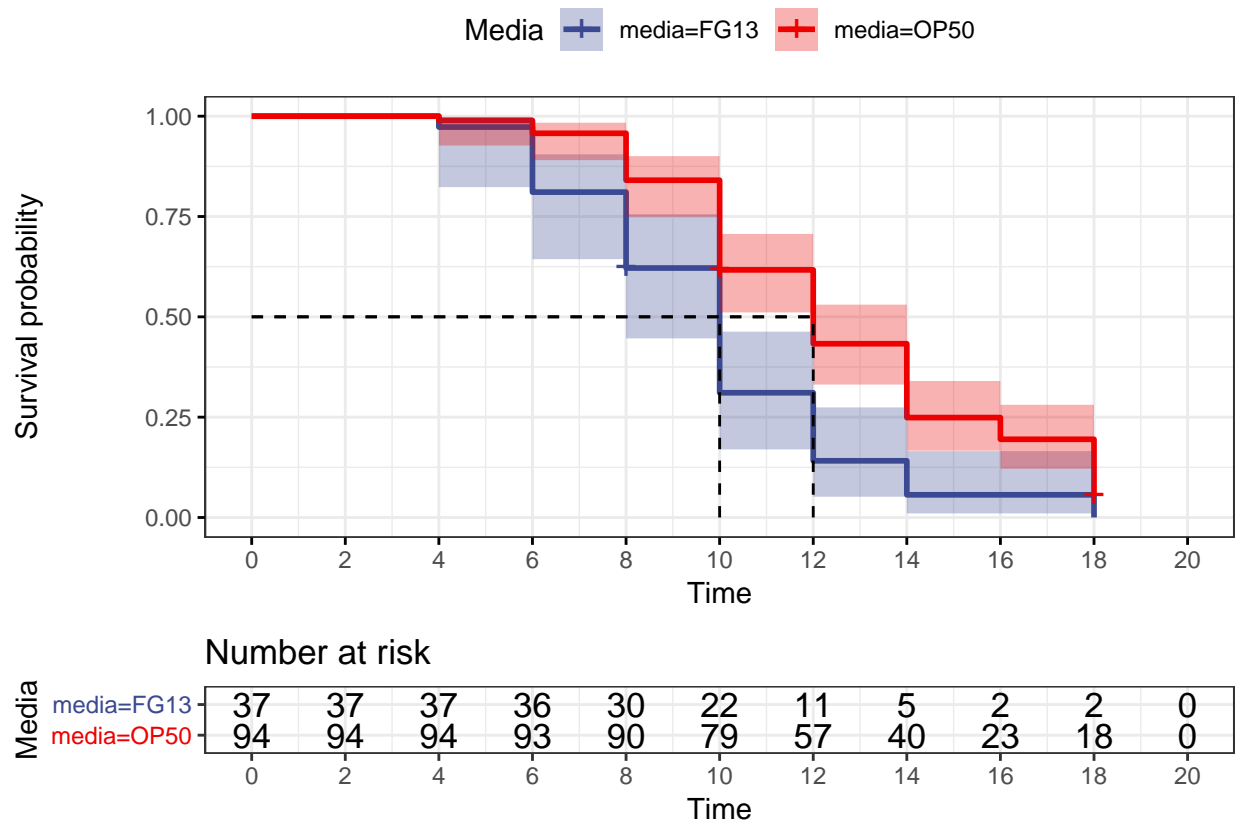 Media media=FG13 media=OP50
Survival probability
1.00
0.75
0.50
0.25
0.00
0 2 4 6 8 10 12 14 16 18 20
Time
Number at risk
Media
media=FG13 37 37 37 36 30 22 11 5 2 2 0
media=OP50 94 94 94 93 90 79 57 40 23 18 0
0 2 4 6 8 10 12 14 16 18 20
Time